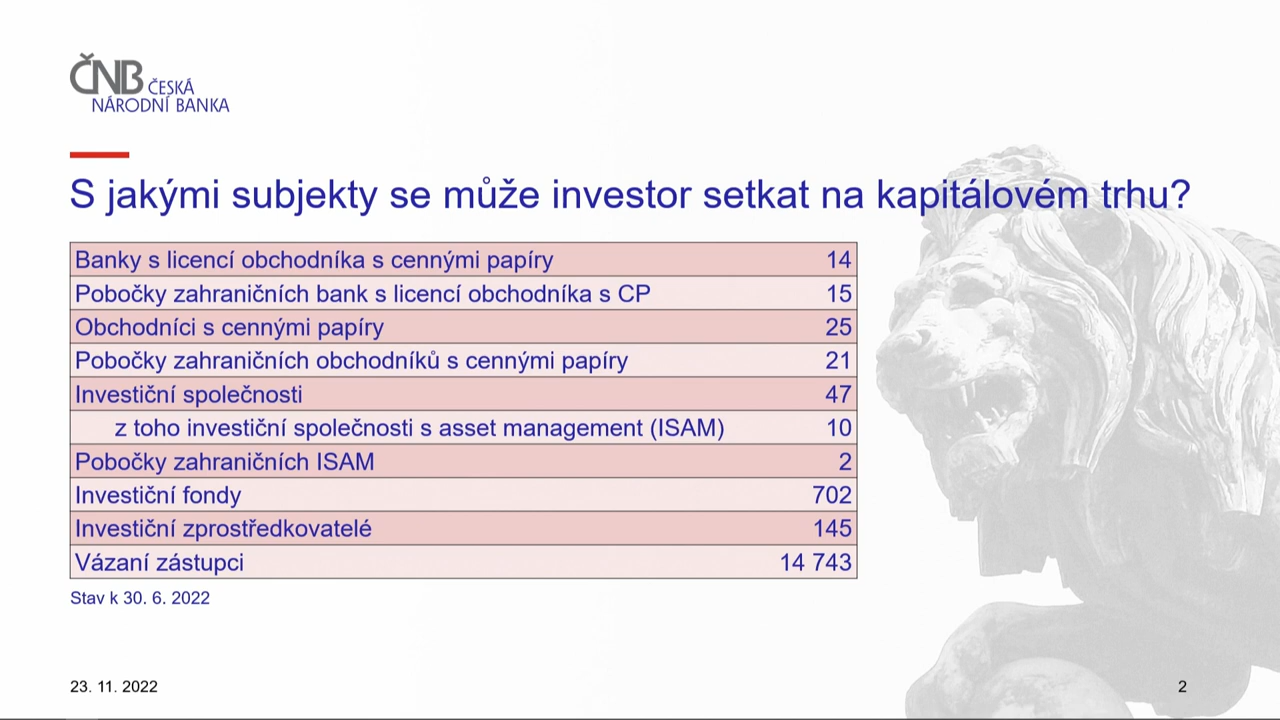 ČNB ČESKÁ
NÁRODNÍ BANKA
S jakými subjekty se může investor setkat na kapitálovém trhu?
Banky s licencí obchodníka s cennými papíry 14
Pobočky zahraničních bank s licencí obchodníka s CP 15
Obchodníci s cennými papíry 25
Pobočky zahraničních obchodníků s cennými papíry 21
Investiční společnosti 47
z toho investiční společnosti s asset management (ISAM) 10
Pobočky zahraničních ISAM 2
Investiční fondy 702
Investiční zprostředkovatelé 145
Vázaní zástupci 14 743
Stav k 30. 6. 2022
23. 11. 2022 2